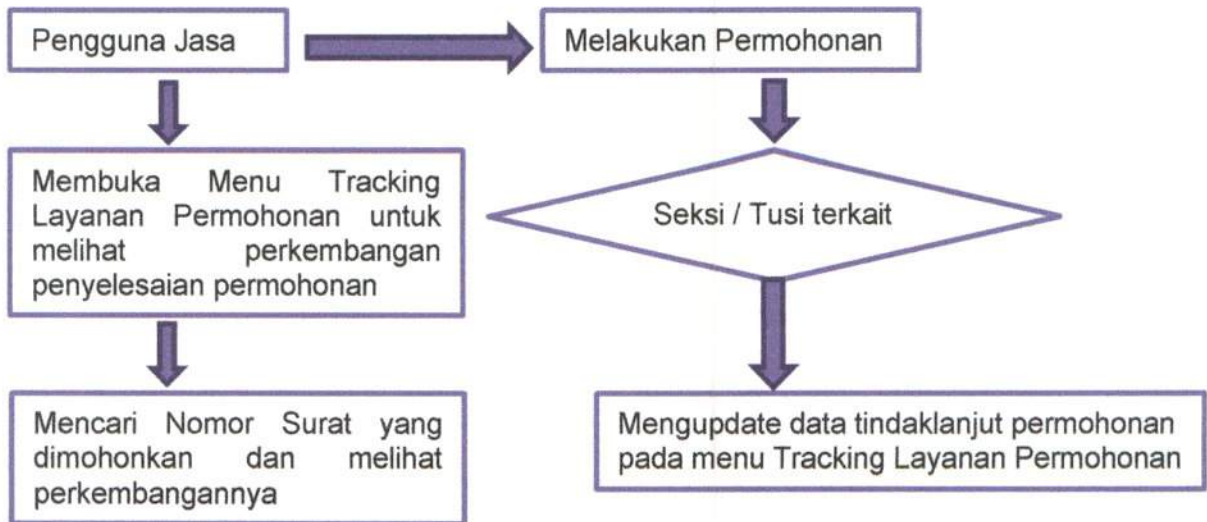 Pengguna Jasa
Melakukan Permohonan
Membuka Menu Tracking
Layanan Permohonan untuk
melihat perkembangan
penyelesaian permohonan
Seksi / Tusi terkait
Mencari Nomor Surat yang
dimohonkan dan melihat
perkembangannya
Mengupdate data tindaklanjut permohonan
pada menu Tracking Layanan Permohonan